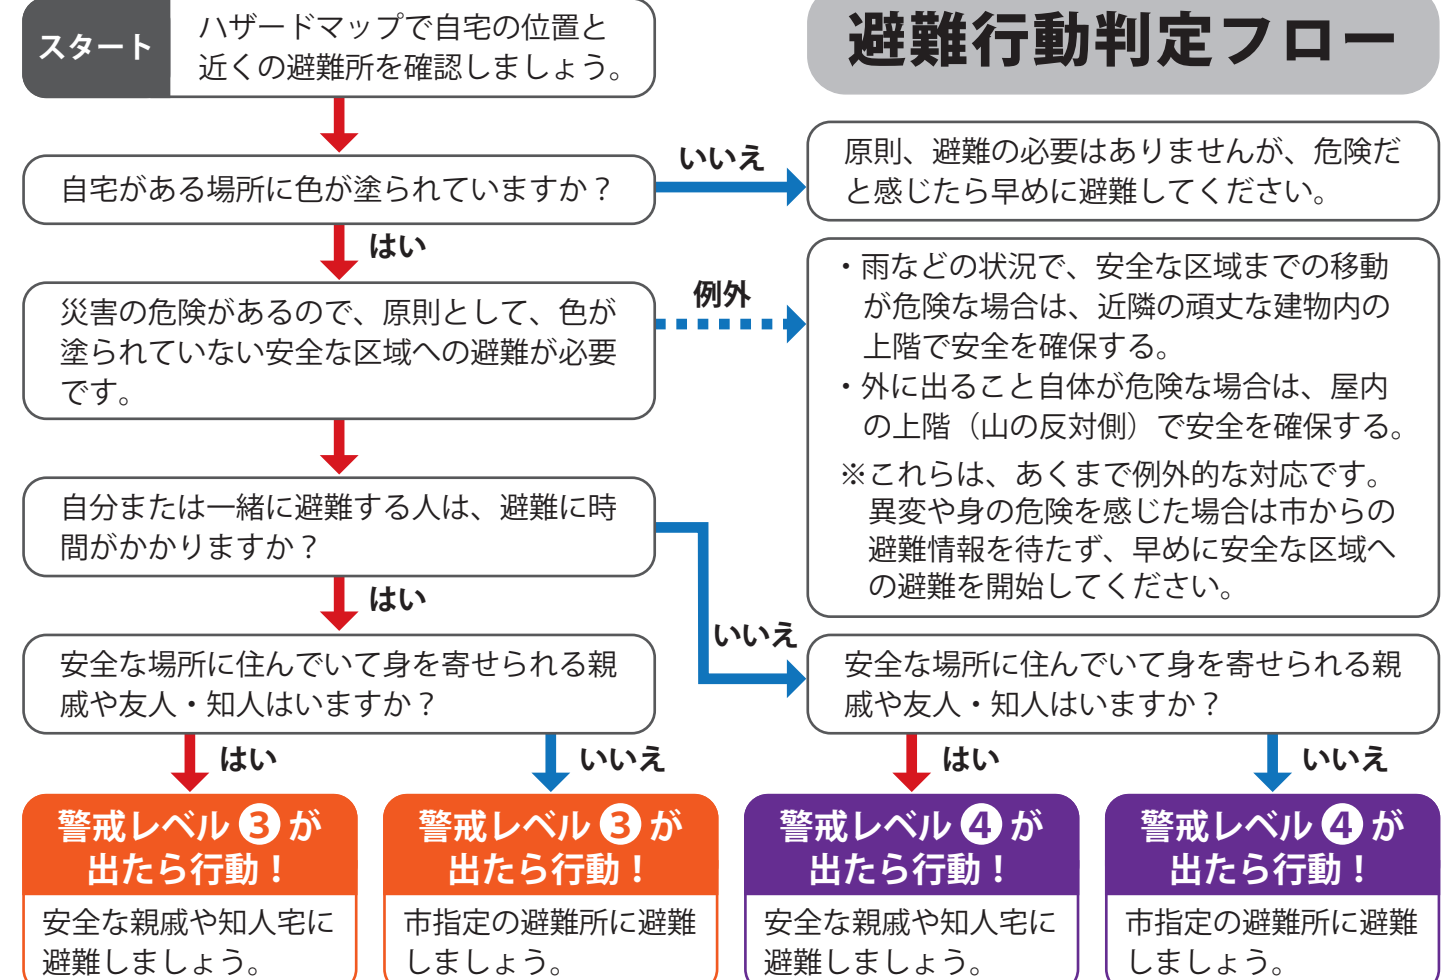 避難行動判定フロー
スタート
ハザードマップで自宅の位置と
近くの避難所を確認しましょう。
自宅がある場所に色が塗られていますか？
いいえ
原則、避難の必要はありませんが、危険だ
と感じたら早めに避難してください。
はい
災害の危険があるので、原則として、色が
塗られていない安全な区域への避難が必要
です。
例外
・雨などの状況で、安全な区域までの移動
が危険な場合は、近隣の頑丈な建物内の
上階で安全を確保する。
・外に出ること自体が危険な場合は、屋内
の上階（山の反対側）で安全を確保する。
※これらは、あくまで例外的な対応です。
異変や身の危険を感じた場合は市からの
避難情報を待たず、早めに安全な区域へ
の避難を開始してください。
自分または一緒に避難する人は、避難に時
間がかかりますか？
はい
いいえ
安全な場所に住んでいて身を寄せられる親
戚や友人・知人はいますか？
安全な場所に住んでいて身を寄せられる親
戚や友人・知人はいますか？
はい
いいえ
はい
いいえ
警戒レベル3が
出たら行動！
安全な親戚や知人宅に
避難しましょう。
警戒レベル3が
出たら行動！
市指定の避難所に避難
しましょう。
警戒レベル4が
出たら行動！
安全な親戚や知人宅に
避難しましょう。
警戒レベル4が
出たら行動！
市指定の避難所に避難
しましょう。